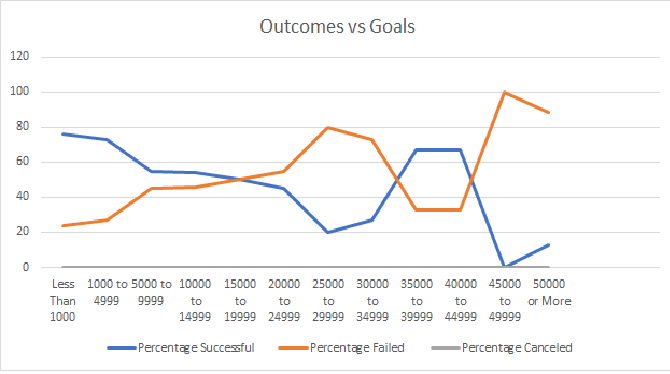 Outcomes vs Goals
120
100
80
60
40
20
0
Less Than 1000
1000 to 4999
5000 to 9999
10000 to 14999
15000 to 19999
20000 to 24999
25000 to 29999
30000 to 34999
35000 to 39999
40000 to 44999
45000 to 49999
50000 or More
Percentage Successful
Percentage Failed
Percentage Canceled